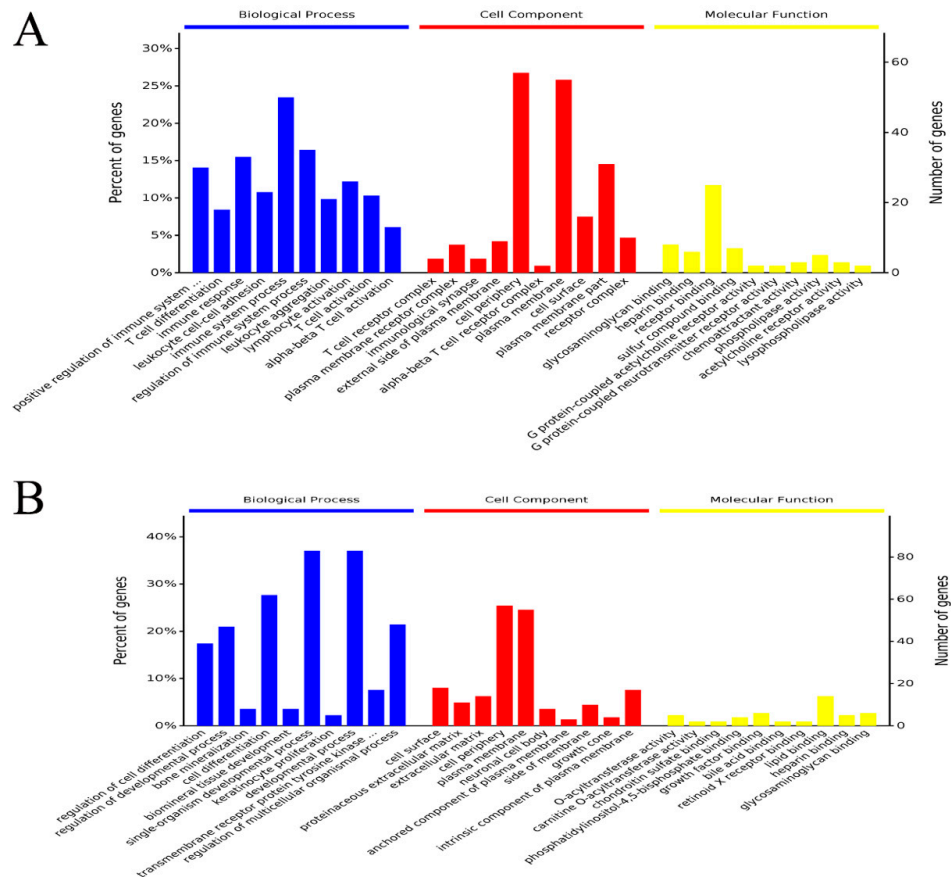 A
Biological Process
Cell Component
Molecular Function
Percent of genes
30%
25%
20%
15%
10%
5%
0%
Number of genes
60
40
20
0
positive regulation of immune system ...
T cell differentiation
immune response
leukocyte cell-cell adhesion
immune system process
regulation of immune system process
leukocyte aggregation
lymphocyte activation
T cell activation
alpha-beta T cell activation
T cell receptor complex
plasma membrane receptor complex
immunological synapse
external side of plasma membrane
cell periphery
alpha-beta T cell receptor complex
plasma membrane
cell surface
plasma membrane part
receptor complex
glycosaminoglycan binding
heparin binding
receptor binding
sulfur compound binding
G protein-coupled acetylcholine receptor activity
G protein-coupled neurotransmitter receptor activity
chemoattractant activity
phospholipase activity
acetylcholine receptor activity
lysophospholipase activity
B
Biological Process
Cell Component
Molecular Function
Percent of genes
40%
30%
20%
10%
0%
Number of genes
80
60
40
20
0
regulation of cell differentiation
regulation of developmental process
bone mineralization
cell differentiation
biomineral tissue development
single-organism developmental process
keratinocyte proliferation
developmental process
transmembrane receptor protein tyrosine kinase ...
regulation of multicellular organismal process
cell surface
proteinaceous extracellular matrix
extracellular matrix
cell periphery
plasma membrane
neuronal cell body
anchored component of plasma membrane
side of membrane
growth cone
intrinsic component of plasma membrane
O-acyltransferase activity
carnitine O-acyltransferase activity
chondroitin sulfate binding
phosphatidylinositol-4,5-bisphosphate binding
growth factor binding
bile acid binding
retinoid X receptor binding
lipid binding
heparin binding
glycosaminoglycan binding